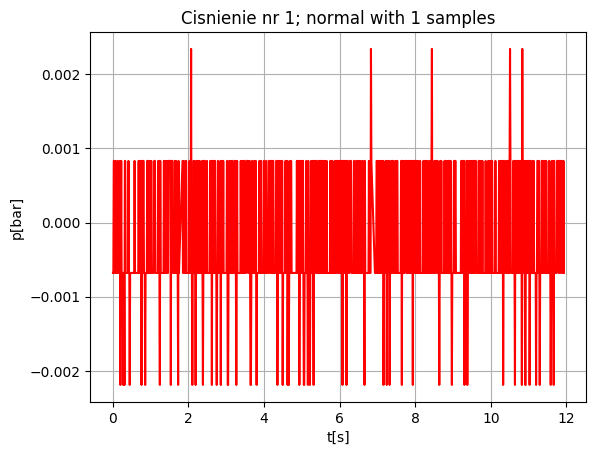 Cisnienie nr 1; normal with 1 samples
0.002
0.001
0.000
−0.001
−0.002
p[bar]
0 2 4 6 8 10 12
t[s]